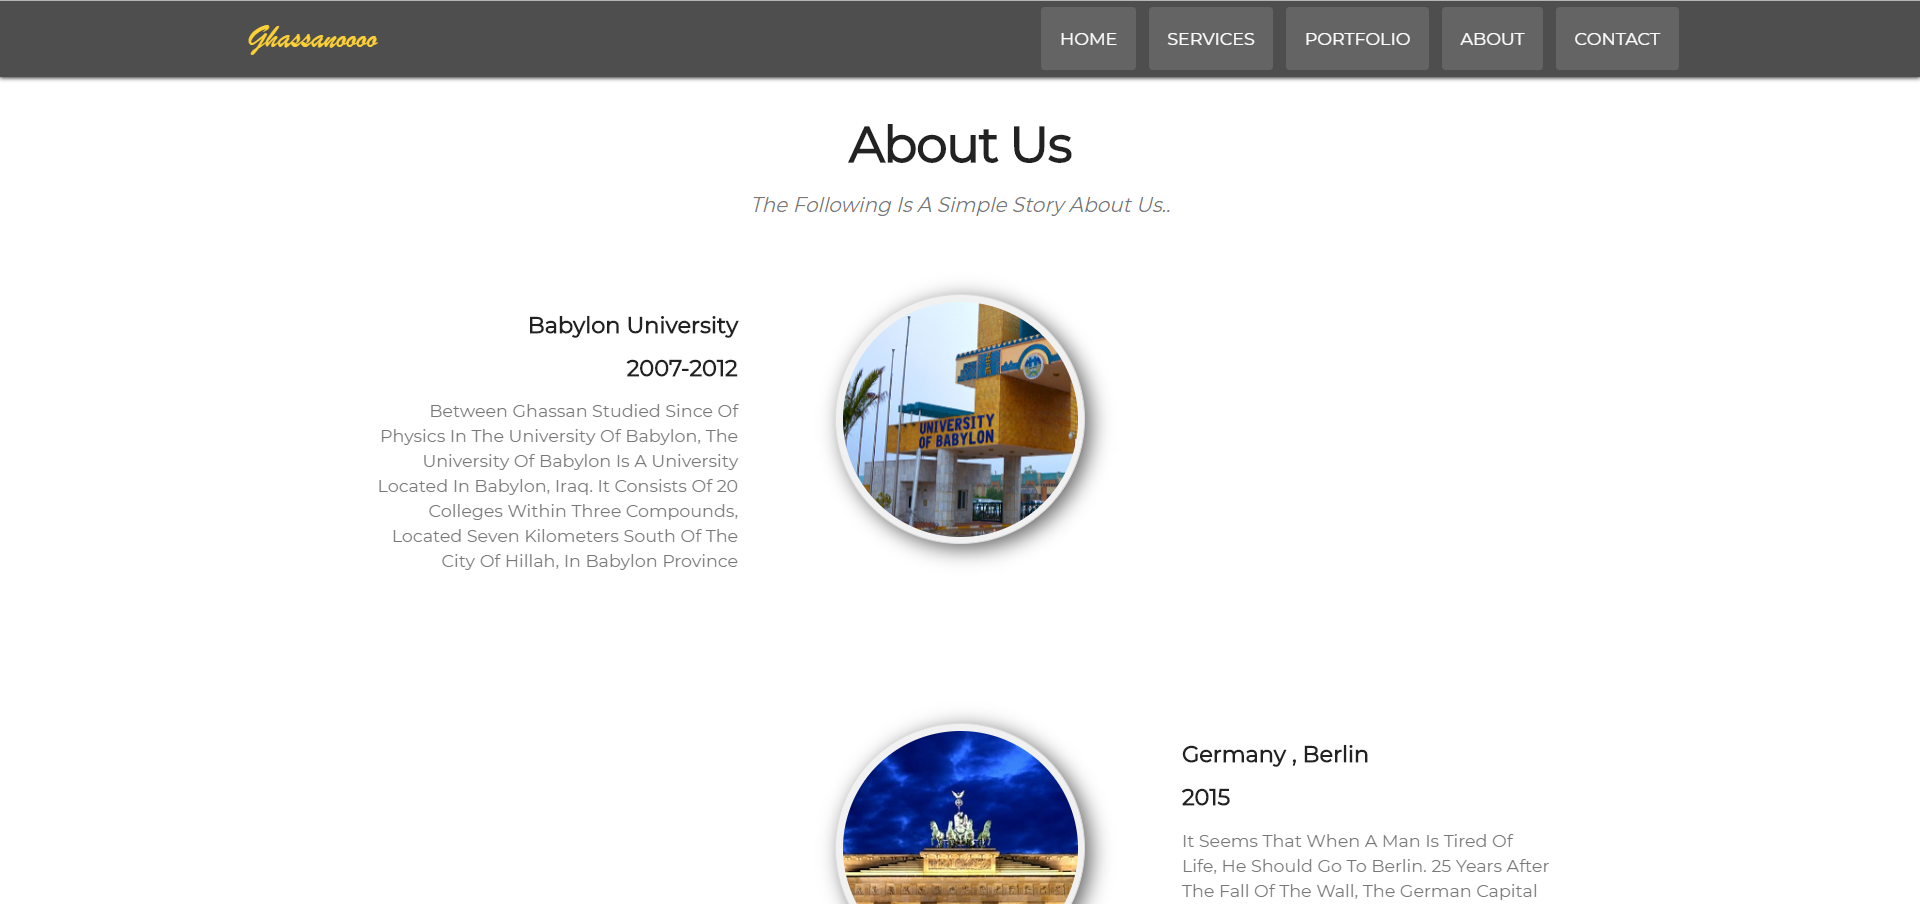 Ghassanoooo
HOME
SERVICES
PORTFOLIO
ABOUT
CONTACT
About Us
The Following Is A Simple Story About Us..
Babylon University
2007-2012
Between Ghassan Studied Since Of
Physics In The University Of Babylon, The
University Of Babylon Is A University
Located In Babylon, Iraq. It Consists Of 20
Colleges Within Three Compounds,
Located Seven Kilometers South Of The
City Of Hillah, In Babylon Province
UNIVERSITY
OF BABYLON
Germany , Berlin
2015
It Seems That When A Man Is Tired Of
Life, He Should Go To Berlin. 25 Years After
The Fall Of The Wall, The German Capital